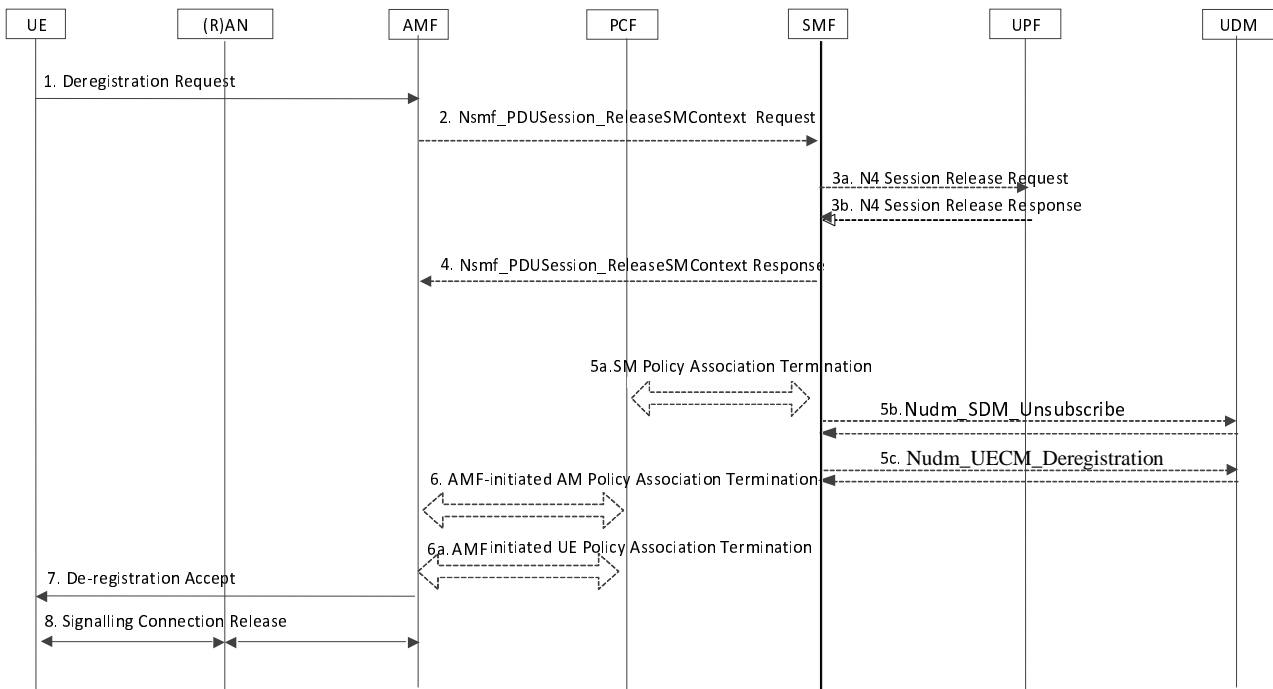 UE (R)AN AMF PCF SMF UPF UDM
1. Deregistration Request
2. Nsmf_PDUSession_ReleaseSMContext Request
3a. N4 Session Release Request
3b. N4 Session Release Response
4. Nsmf_PDUSession_ReleaseSMContext Response
5a.SM Policy Association Termination
5b. Nudm_SDM_Unsubscribe
5c. Nudm_UECM_Deregistration
6. AMF-initiated AM Policy Association Termination
6a. AMF initiated UE Policy Association Termination
7. De-registration Accept
8. Signalling Connection Release